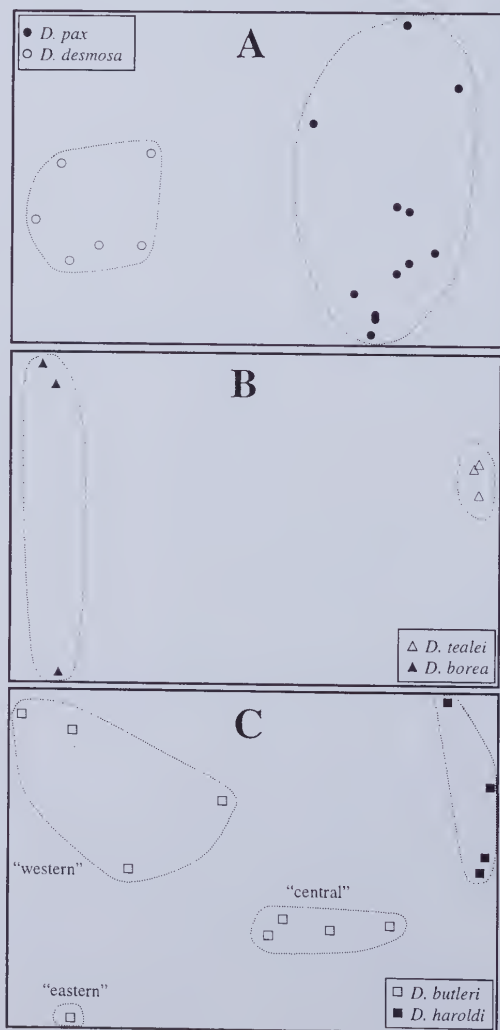 D. pax
D. desmosa
A
B
D. tealei
D. borea
C
"western"
"central"
"eastern"
D. butleri
D. haroldi